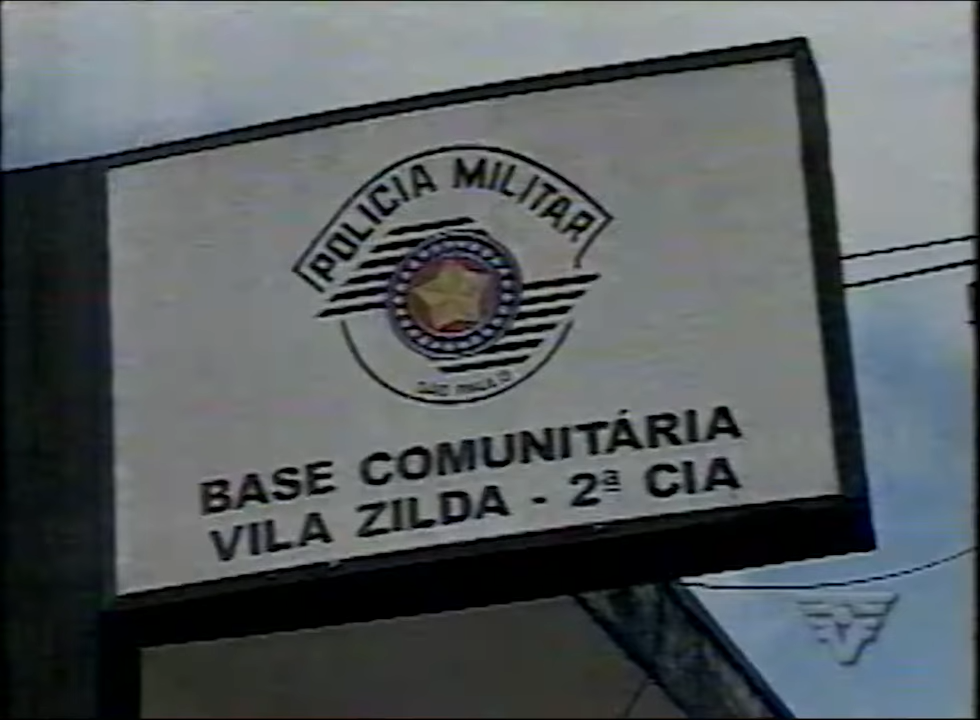 POLICIA MILITAR
SÃO PAULO
BASE COMUNITÁRIA
VILA ZILDA - 2ª CIA